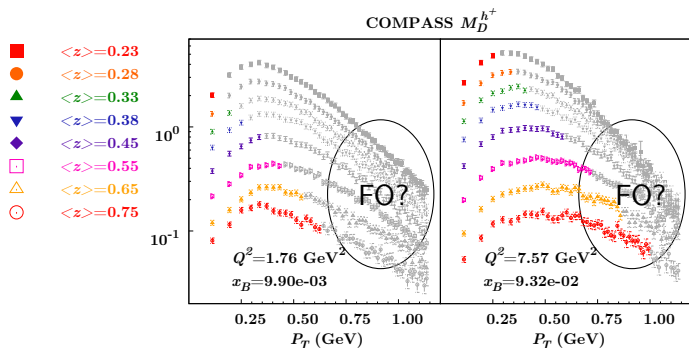 COMPASS M_D^{h^+}
<z>=0.23
<z>=0.28
<z>=0.33
<z>=0.38
<z>=0.45
<z>=0.55
<z>=0.65
<z>=0.75
10^0
10^{-1}
FO?
Q^2=1.76 GeV^2
x_B=9.90e-03
FO?
Q^2=7.57 GeV^2
x_B=9.32e-02
0.25 0.50 0.75 1.00
0.25 0.50 0.75 1.00
P_T (GeV)
P_T (GeV)